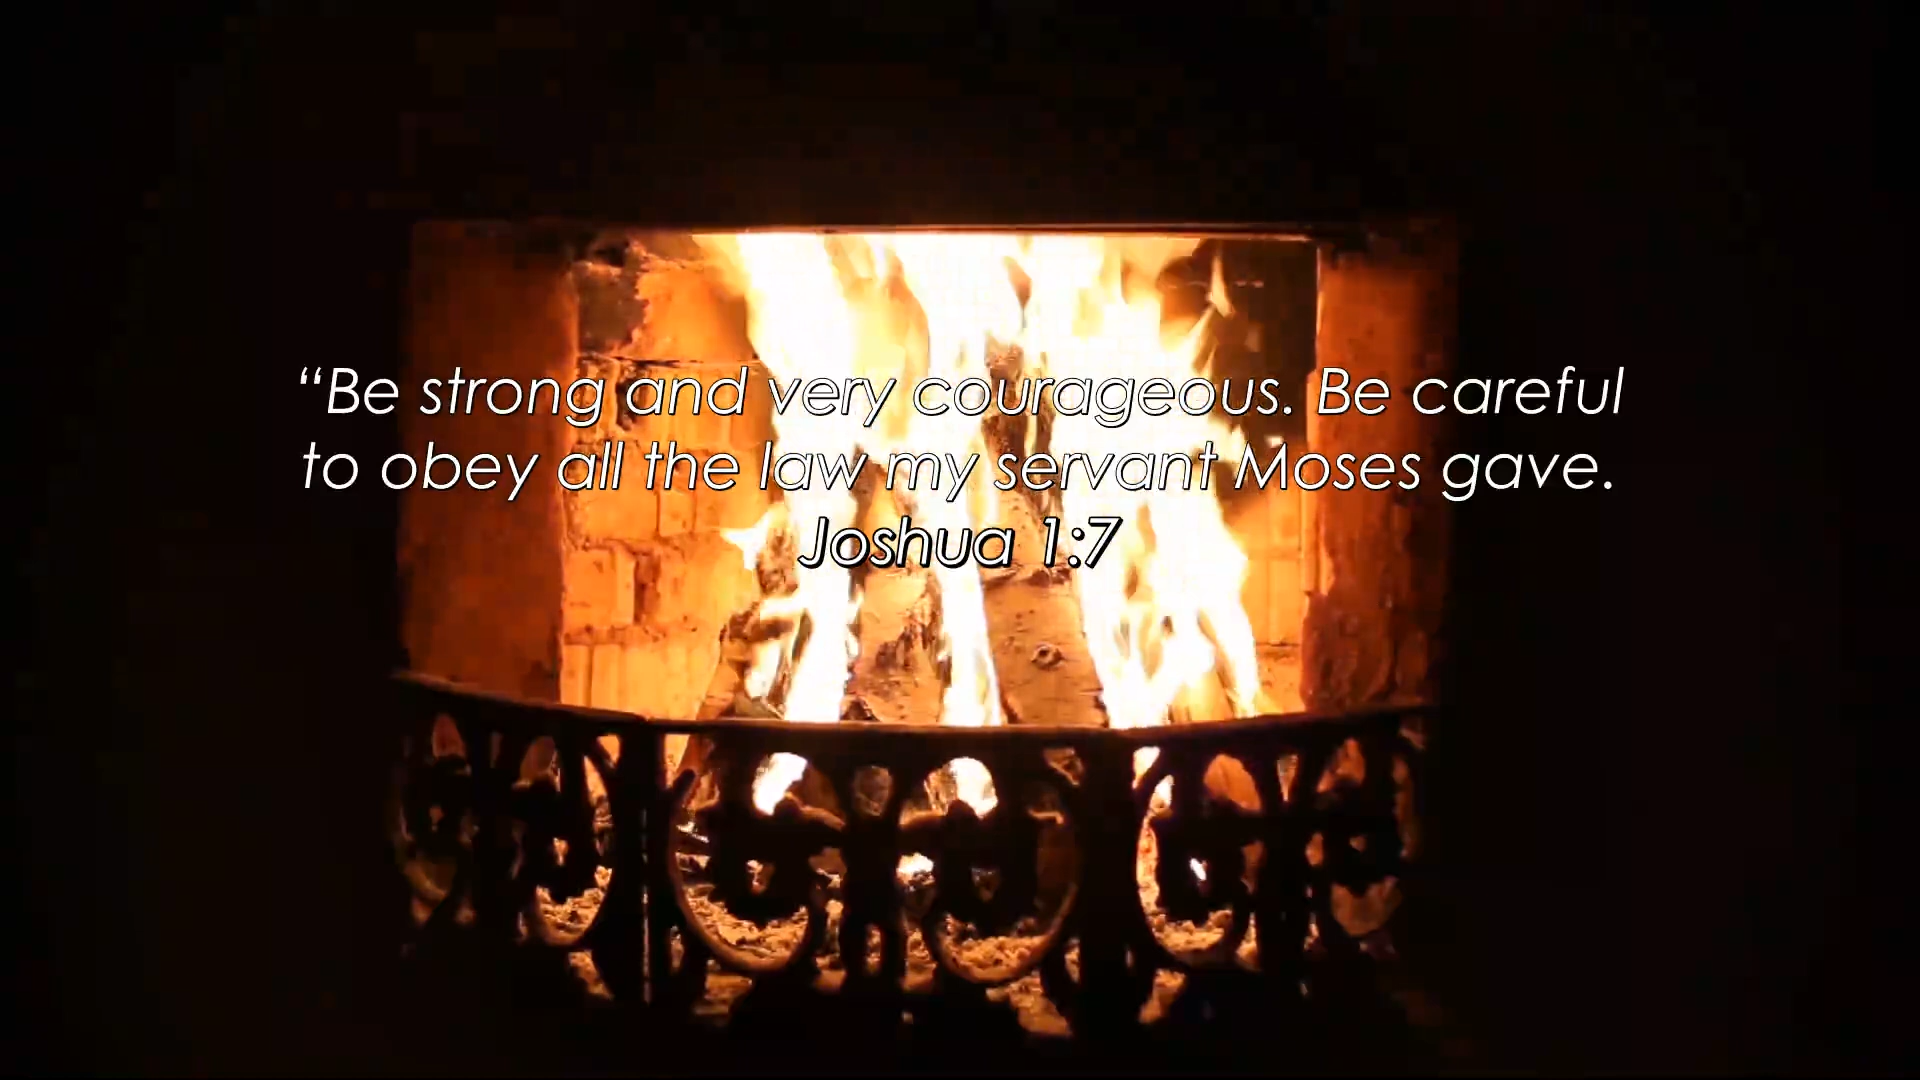 “Be strong and very courageous. Be careful
to obey all the law my servant Moses gave.
Joshua 1:7